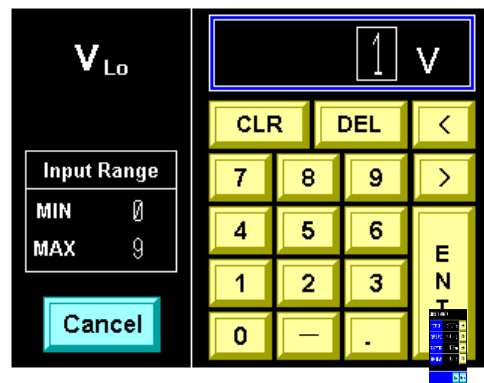 V Lo
1 V
CLR DEL <
Input Range
7 8 9 >
MIN 0
4 5 6
MAX 9
1 2 3
ENT
Cancel
0 — .